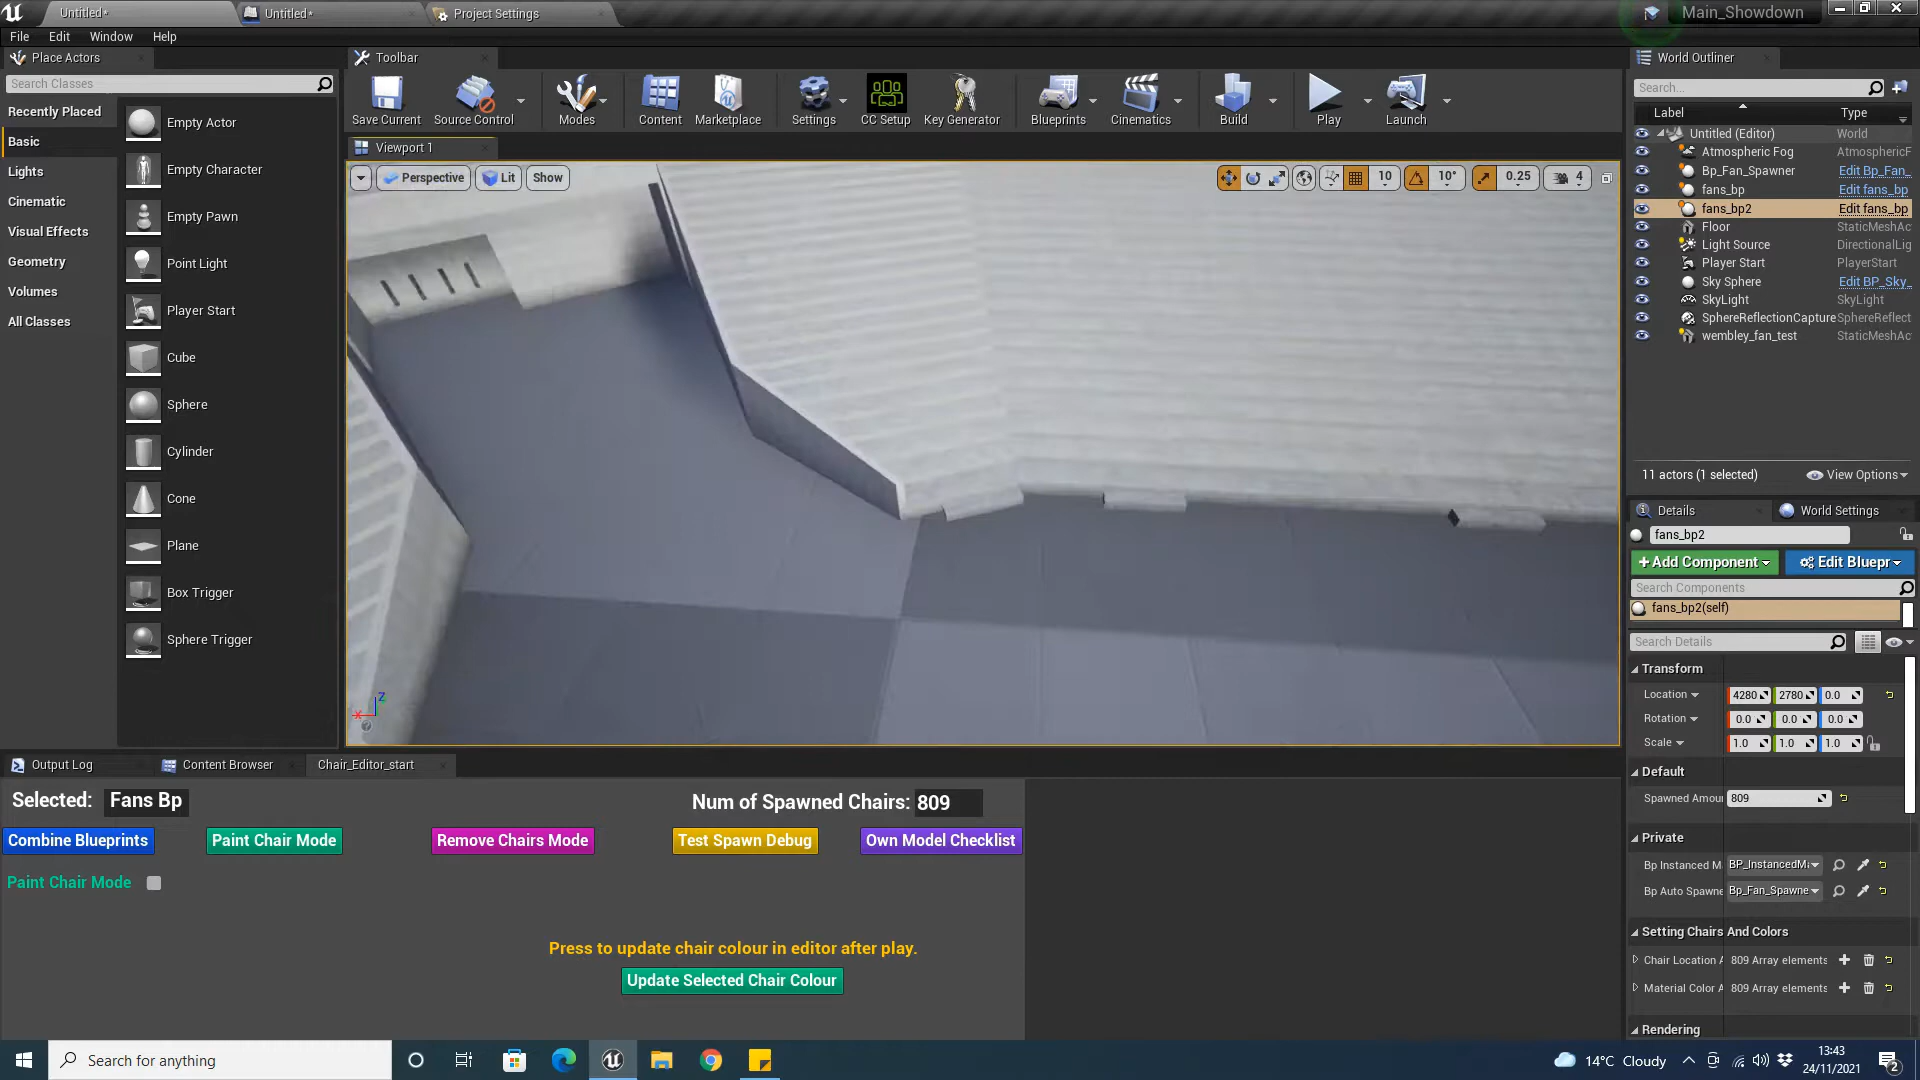 Untitled*
Untitled*
Project Settings
Main_Showdown
File
Edit
Window
Help
Place Actors
Toolbar
World Outliner
Search Classes
Search...
Recently Placed
Basic
Lights
Cinematic
Visual Effects
Geometry
Volumes
All Classes
Empty Actor
Empty Character
Empty Pawn
Point Light
Player Start
Cube
Sphere
Cylinder
Cone
Plane
Box Trigger
Sphere Trigger
Save Current
Source Control
Modes
Content
Marketplace
Settings
CC Setup
Key Generator
Blueprints
Cinematics
Build
Play
Launch
Viewport 1
Perspective
Lit
Show
10
10°
0.25
4
Z
X
Label
Type
Untitled (Editor)
World
Atmospheric Fog
AtmosphericF
Bp_Fan_Spawner
Edit Bp_Fan_
fans_bp
Edit fans_bp
fans_bp2
Edit fans_bp
Floor
StaticMeshAc
Light Source
DirectionalLig
Player Start
PlayerStart
Sky Sphere
Edit BP_Sky_
SkyLight
SkyLight
SphereReflectionCapture
SphereReflect
wembley_fan_test
StaticMeshAc
11 actors (1 selected)
View Options
Details
World Settings
fans_bp2
+ Add Component
Edit Bluepr
Search Components
fans_bp2(self)
Search Details
Transform
Location
4280
2780
0.0
Rotation
0.0
0.0
0.0
Scale
1.0
1.0
1.0
Default
Spawned Amour
809
Private
Bp Instanced M
BP_InstancedMa
Bp Auto Spawne
Bp_Fan_Spawne
Setting Chairs And Colors
Chair Location A
809 Array elements
Material Color A
809 Array elements
Rendering
Output Log
Content Browser
Chair_Editor_start
Selected:
Fans Bp
Num of Spawned Chairs:
809
Combine Blueprints
Paint Chair Mode
Remove Chairs Mode
Test Spawn Debug
Own Model Checklist
Paint Chair Mode
Press to update chair colour in editor after play.
Update Selected Chair Colour
Search for anything
14°C Cloudy
13:43
24/11/2021
2